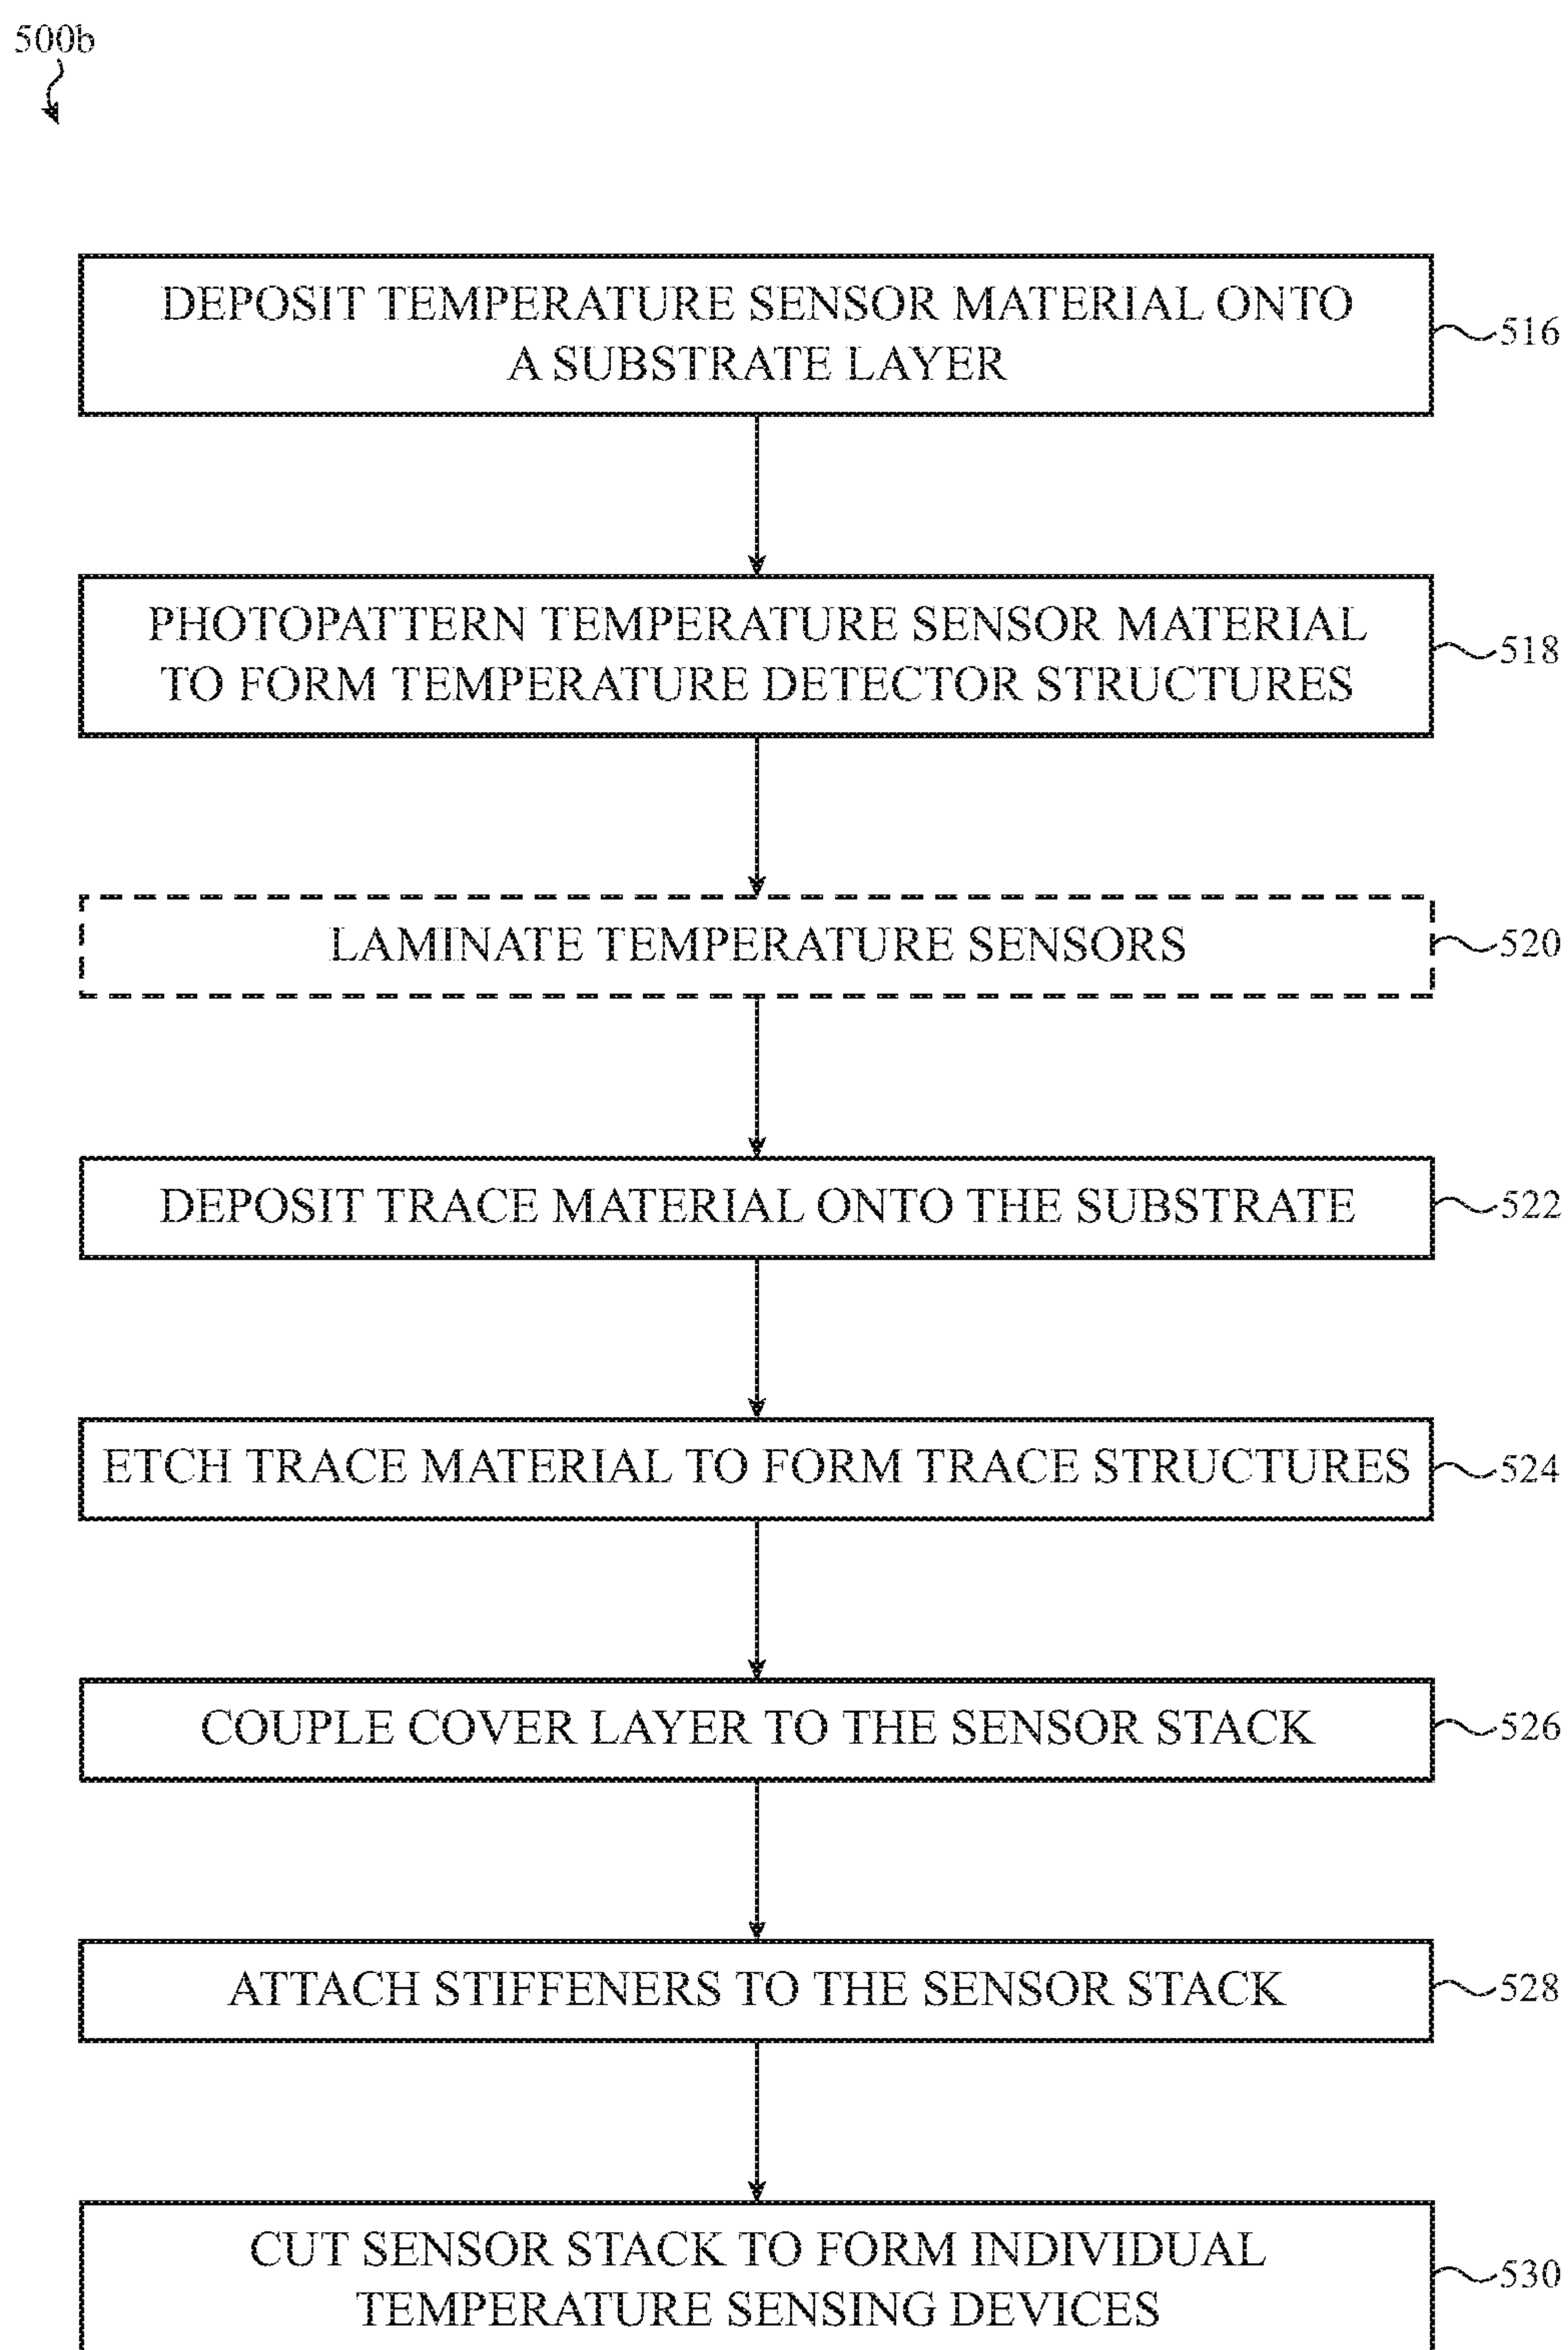 500b
DEPOSIT TEMPERATURE SENSOR MATERIAL ONTO
A SUBSTRATE LAYER
516
PHOTOPATTERN TEMPERATURE SENSOR MATERIAL
TO FORM TEMPERATURE DETECTOR STRUCTURES
518
LAMINATE TEMPERATURE SENSORS
520
DEPOSIT TRACE MATERIAL ONTO THE SUBSTRATE
522
ETCH TRACE MATERIAL TO FORM TRACE STRUCTURES
524
COUPLE COVER LAYER TO THE SENSOR STACK
526
ATTACH STIFFENERS TO THE SENSOR STACK
528
CUT SENSOR STACK TO FORM INDIVIDUAL
TEMPERATURE SENSING DEVICES
530